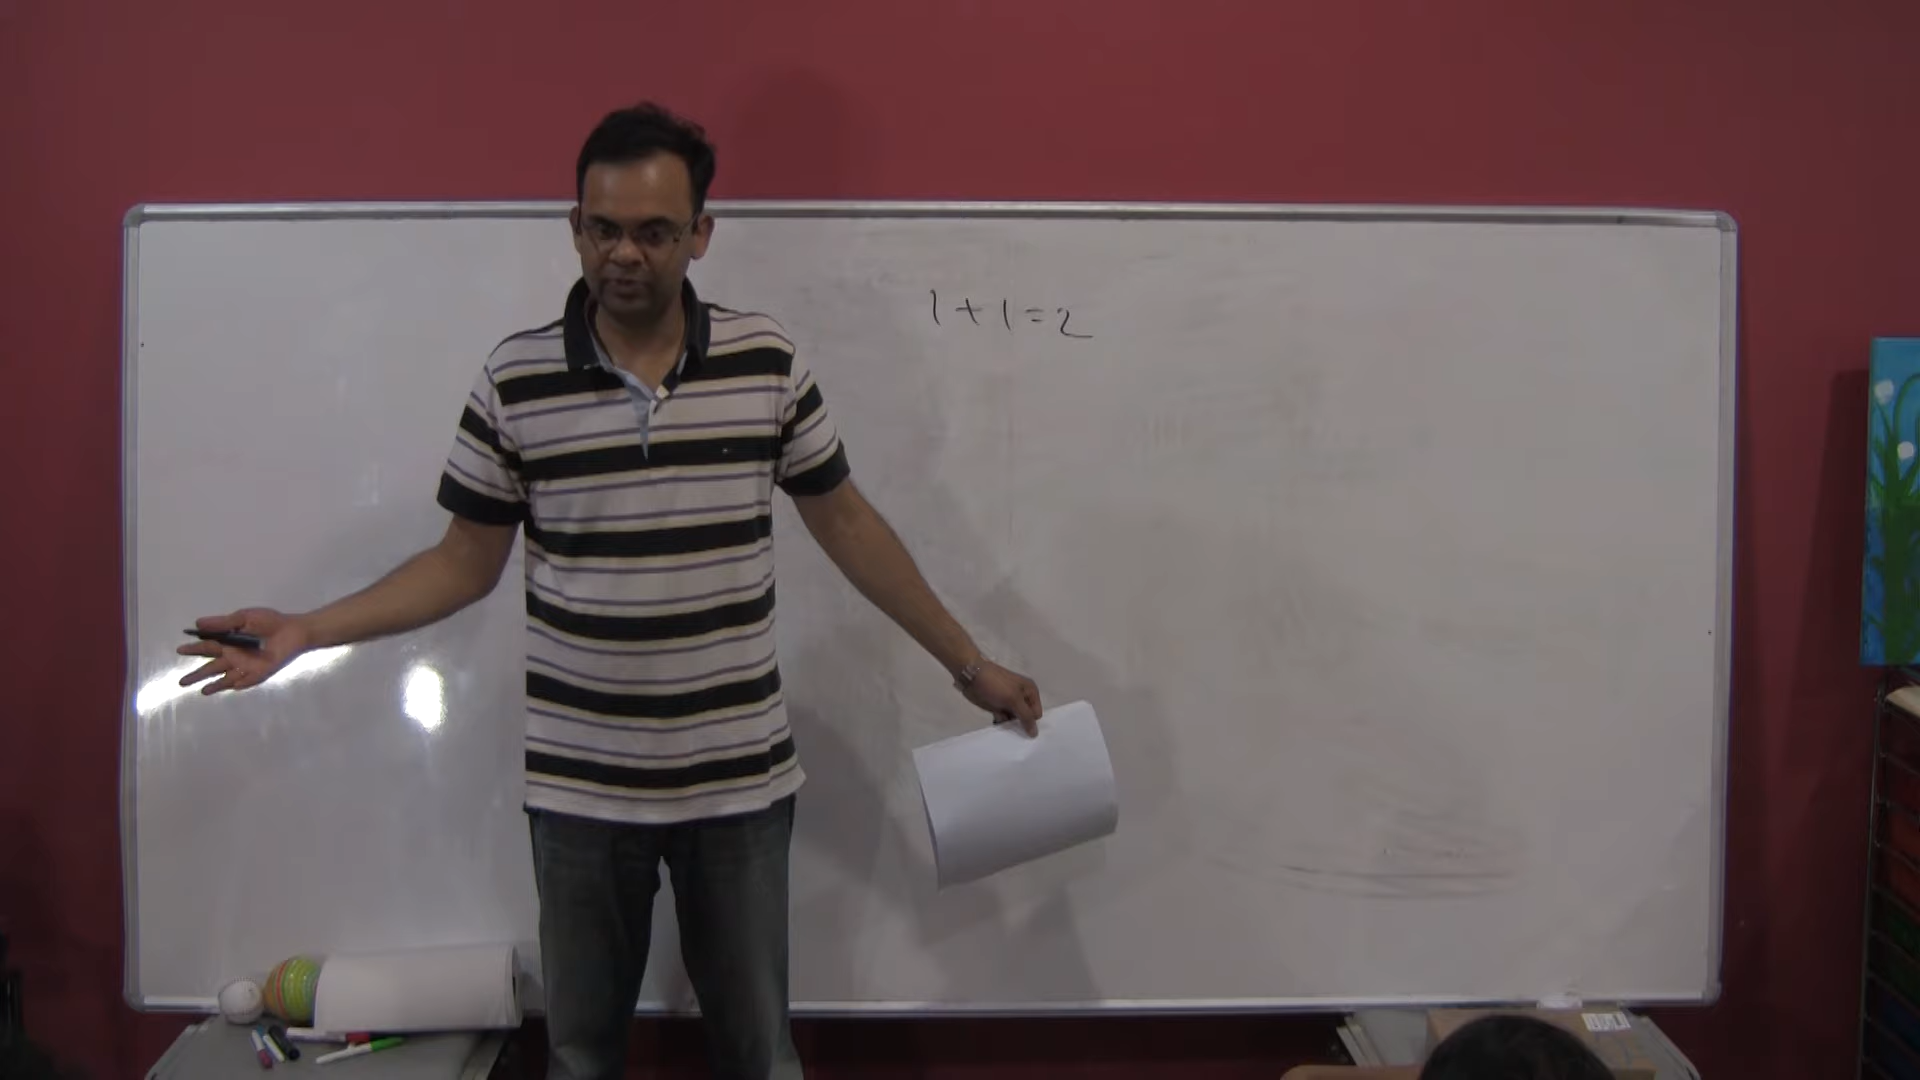 1 + 1 = 2